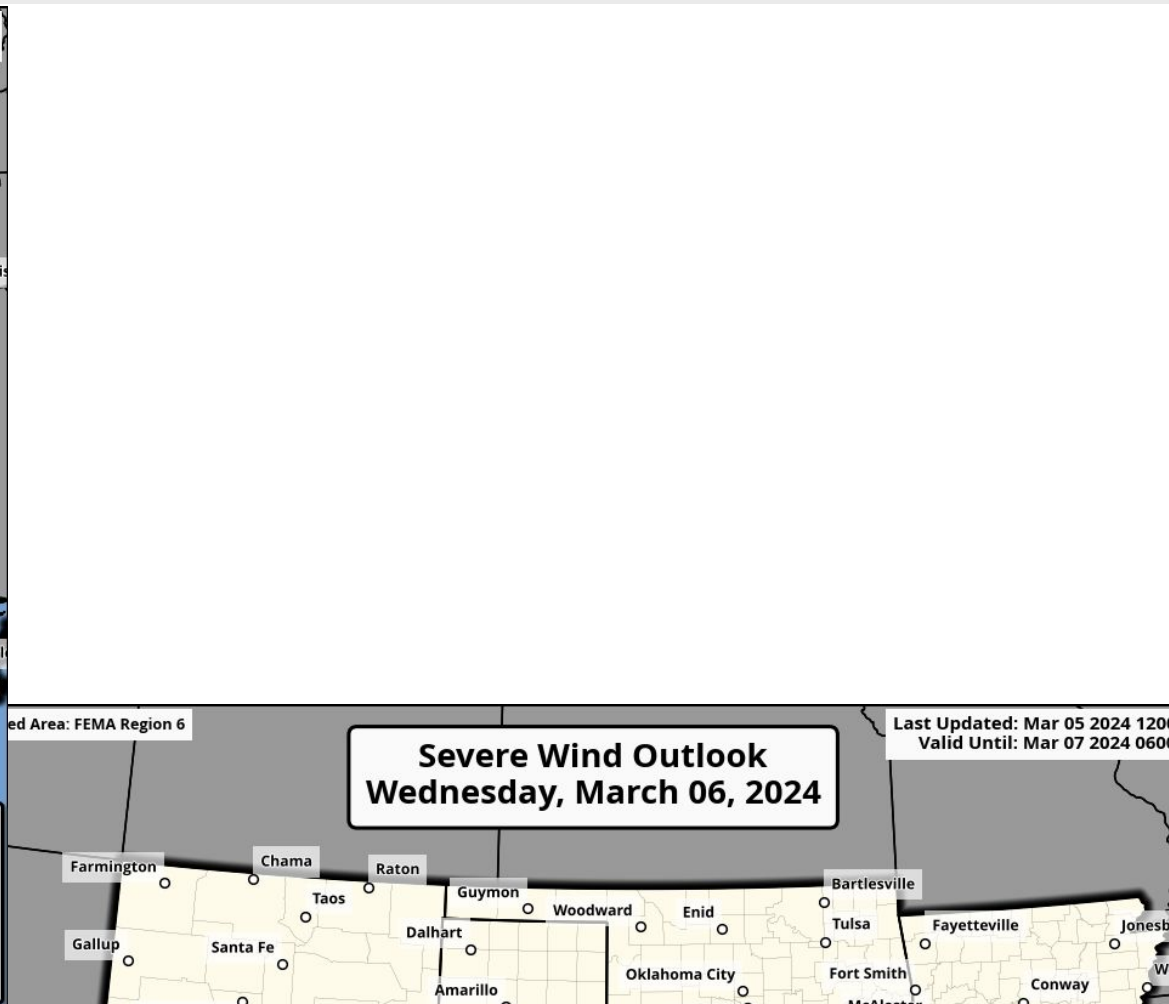 ed Area: FEMA Region 6
Severe Wind Outlook
Wednesday, March 06, 2024
Last Updated: Mar 05 2024 120
Valid Until: Mar 07 2024 060
Farmington
Chama
Raton
Guymon
Bartlesville
Taos
Woodward
Enid
Tulsa
Fayetteville
Jonesb
Gallup
Santa Fe
Dalhart
Oklahoma City
Fort Smith
Conway
Amarillo
McAlester